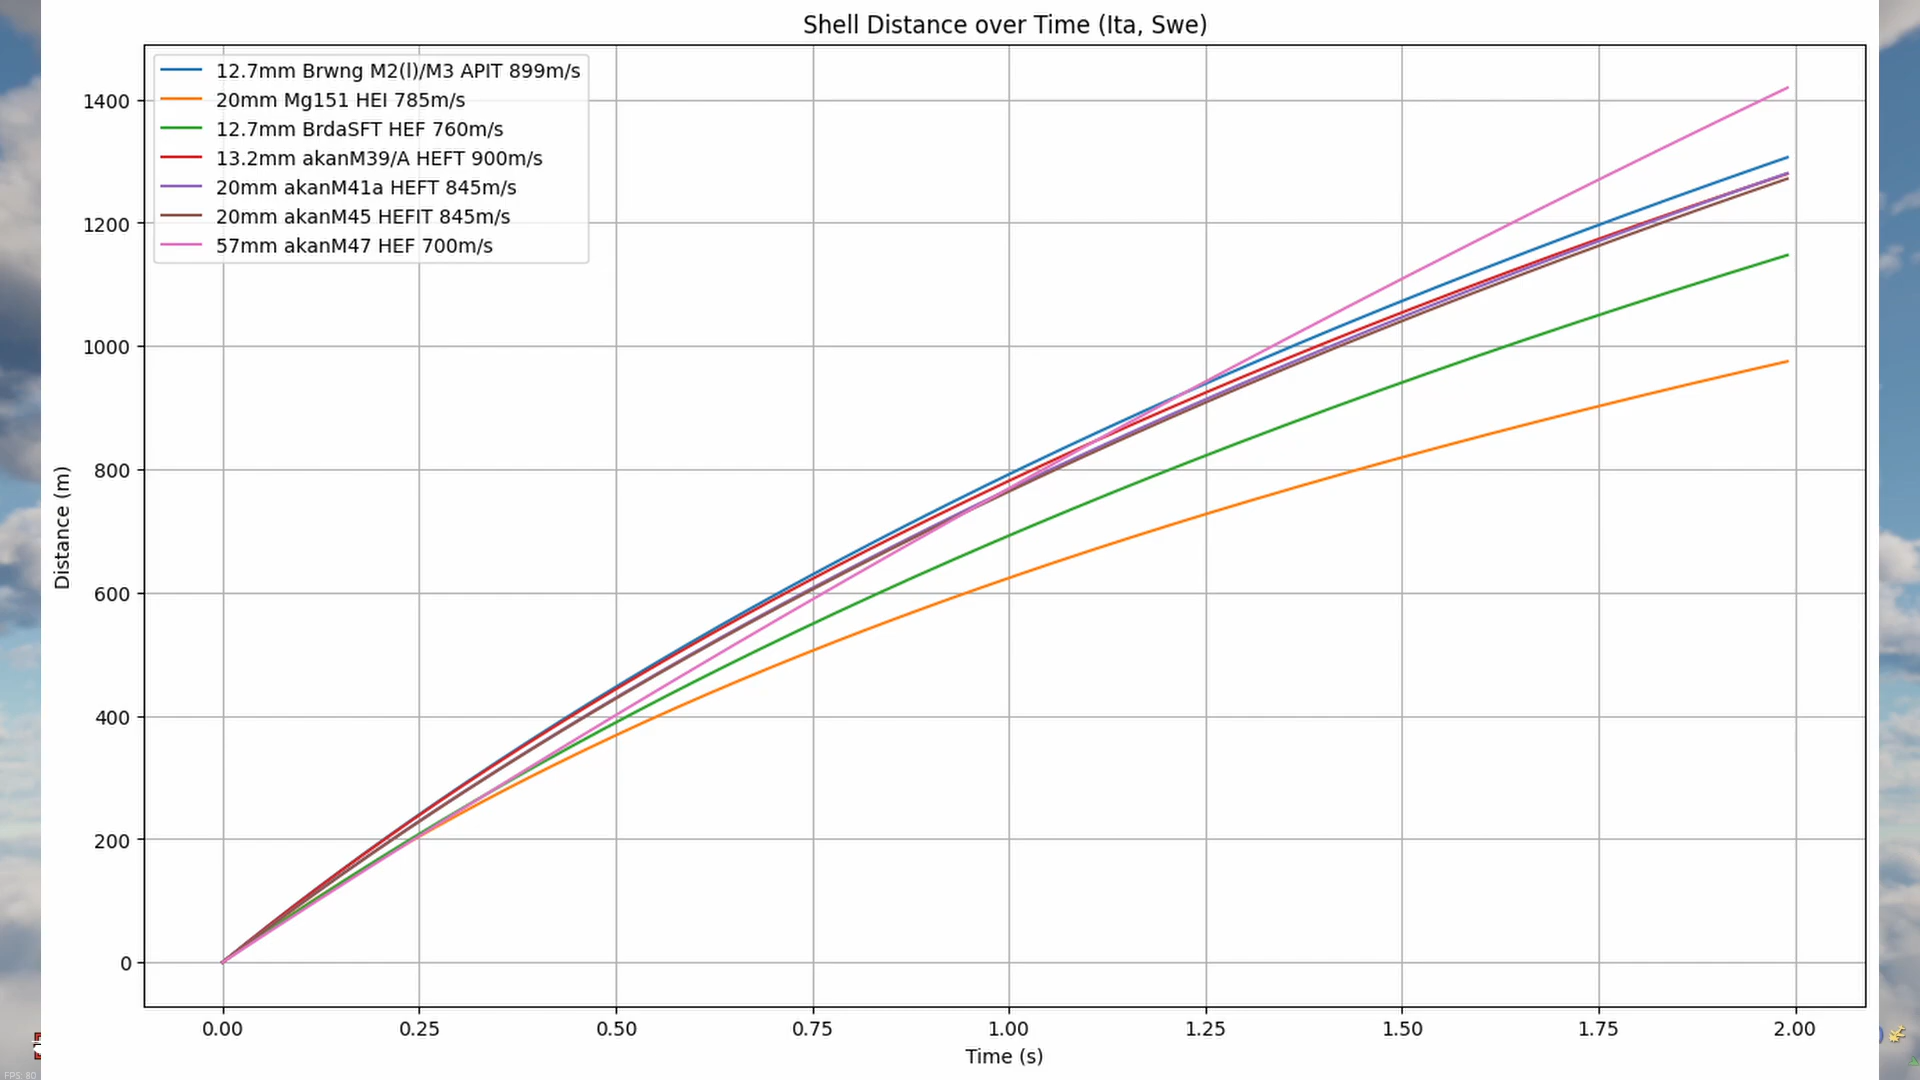 Shell Distance over Time (Ita, Swe)
12.7mm Brwng M2(l)/M3 APIT 899m/s
20mm Mg151 HEI 785m/s
12.7mm BrdaSFT HEF 760m/s
13.2mm akanM39/A HEFT 900m/s
20mm akanM41a HEFT 845m/s
20mm akanM45 HEFIT 845m/s
57mm akanM47 HEF 700m/s
1400
1200
1000
800
600
400
200
0
Distance (m)
0.00 0.25 0.50 0.75 1.00 1.25 1.50 1.75 2.00
Time (s)
FPS: 80